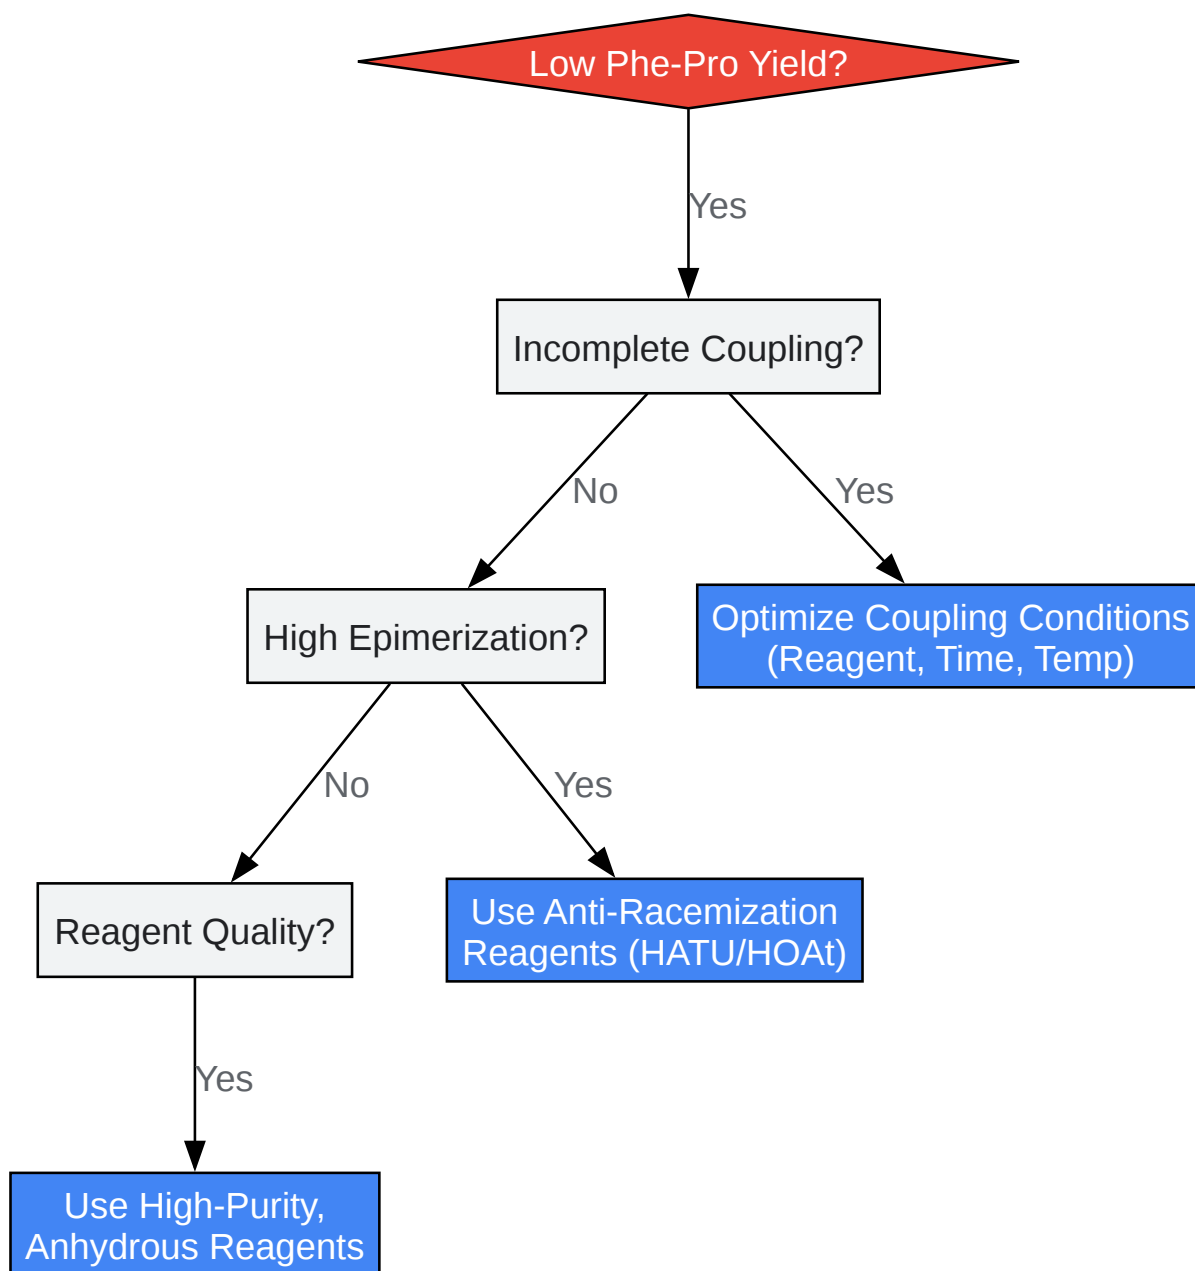 Low Phe-Pro Yield?
Yes
Incomplete Coupling?
No
Yes
High Epimerization?
Optimize Coupling Conditions
(Reagent, Time, Temp)
No
Yes
Reagent Quality?
Use Anti-Racemization
Reagents (HATU/HOAt)
Yes
Use High-Purity,
Anhydrous Reagents